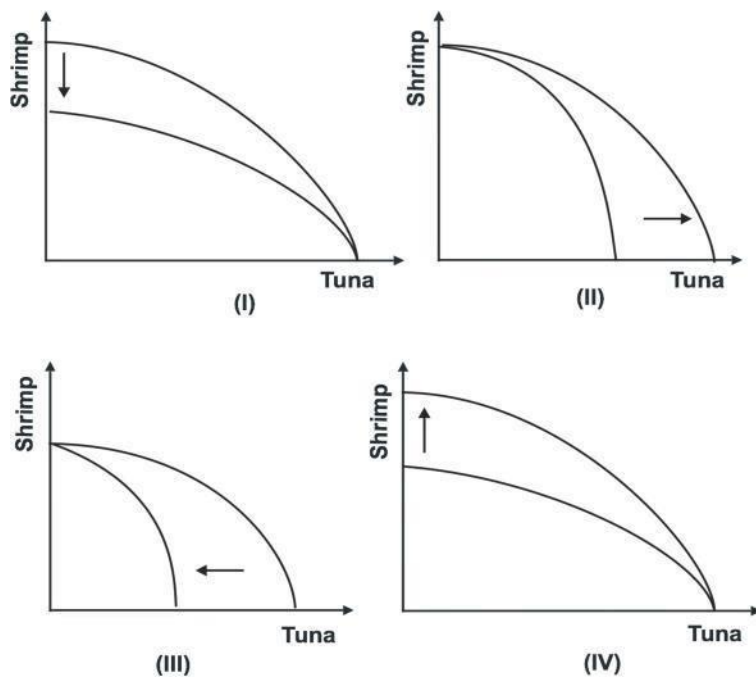 Shrimp
Tuna
(I)
Shrimp
Tuna
(II)
Shrimp
Tuna
(III)
Shrimp
Tuna
(IV)